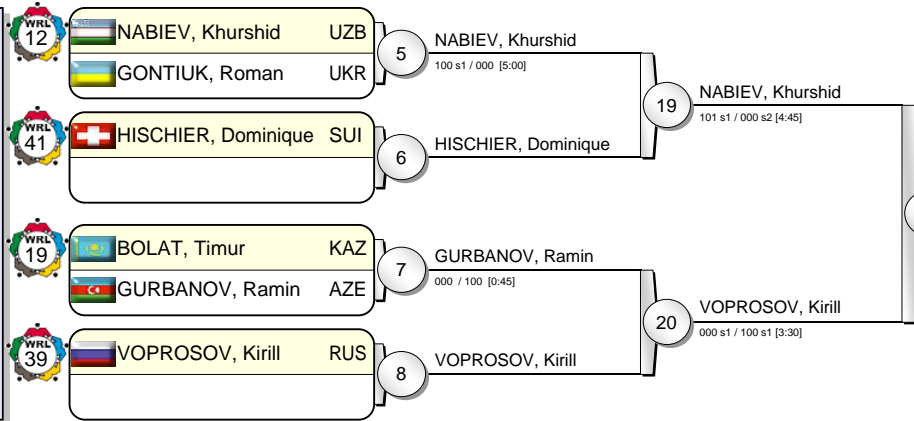 WRL
12
NABIEV, Khurshid UZB
GONTIUK, Roman UKR
5
NABIEV, Khurshid
100 s1 / 000 [5:00]
WRL
41
HISCHIER, Dominique SUI
6
HISCHIER, Dominique
19
NABIEV, Khurshid
101 s1 / 000 s2 [4:45]
WRL
19
BOLAT, Timur KAZ
GURBANOV, Ramin AZE
7
GURBANOV, Ramin
000 / 100 [0:45]
WRL
39
VOPROSOV, Kirill RUS
8
VOPROSOV, Kirill
20
VOPROSOV, Kirill
000 s1 / 100 s1 [3:30]